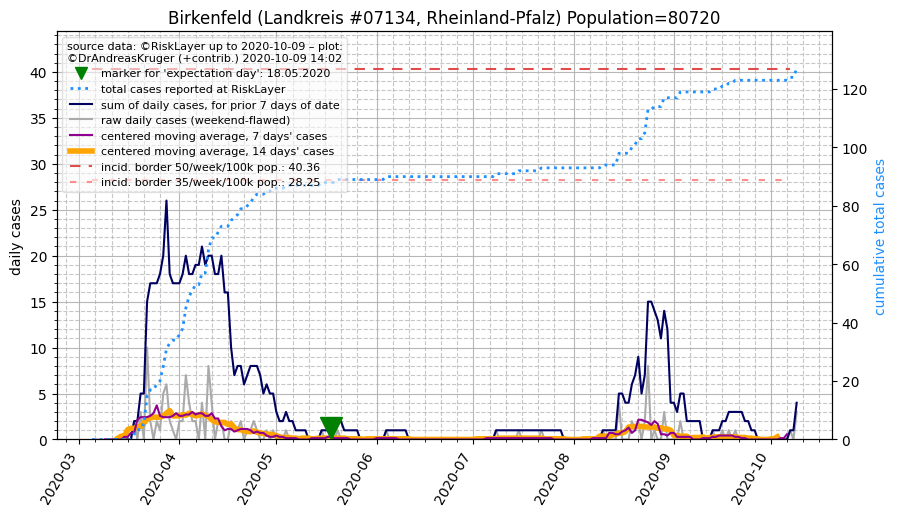 Birkenfeld (Landkreis #07134, Rheinland-Pfalz) Population=80720
source data: ©RiskLayer up to 2020-10-09 – plot:
©DrAndreasKruger (+contrib.) 2020-10-09 14:02
marker for 'expectation day': 18.05.2020
total cases reported at RiskLayer
sum of daily cases, for prior 7 days of date
raw daily cases (weekend-flawed)
centered moving average, 7 days' cases
centered moving average, 14 days' cases
incid. border 50/week/100k pop.: 40.36
incid. border 35/week/100k pop.: 28.25
daily cases
40
35
30
25
20
15
10
5
0
cumulative total cases
120
100
80
60
40
20
0
2020-03
2020-04
2020-05
2020-06
2020-07
2020-08
2020-09
2020-10